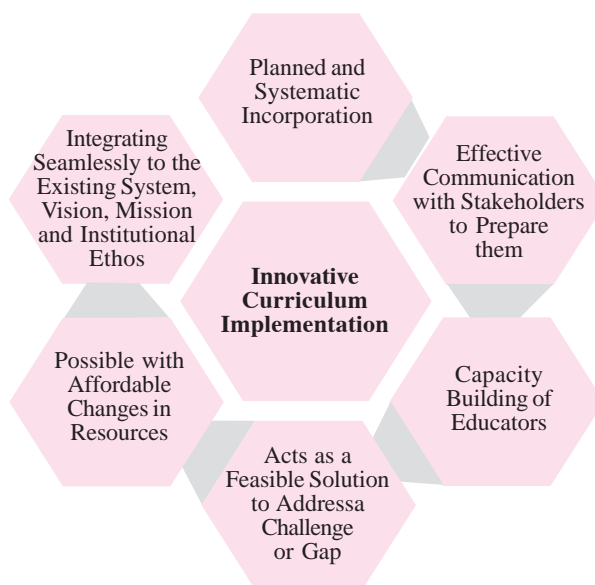 Planned and
Systematic
Incorporation
Effective
Communication
with Stakeholders
to Prepare
them
Capacity
Building of
Educators
Acts as a
Feasible Solution
to Addressa
Challenge
or Gap
Possible with
Affordable
Changes in
Resources
Integrating
Seamlessly to the
Existing System,
Vision, Mission
and Institutional
Ethos
Innovative
Curriculum
Implementation